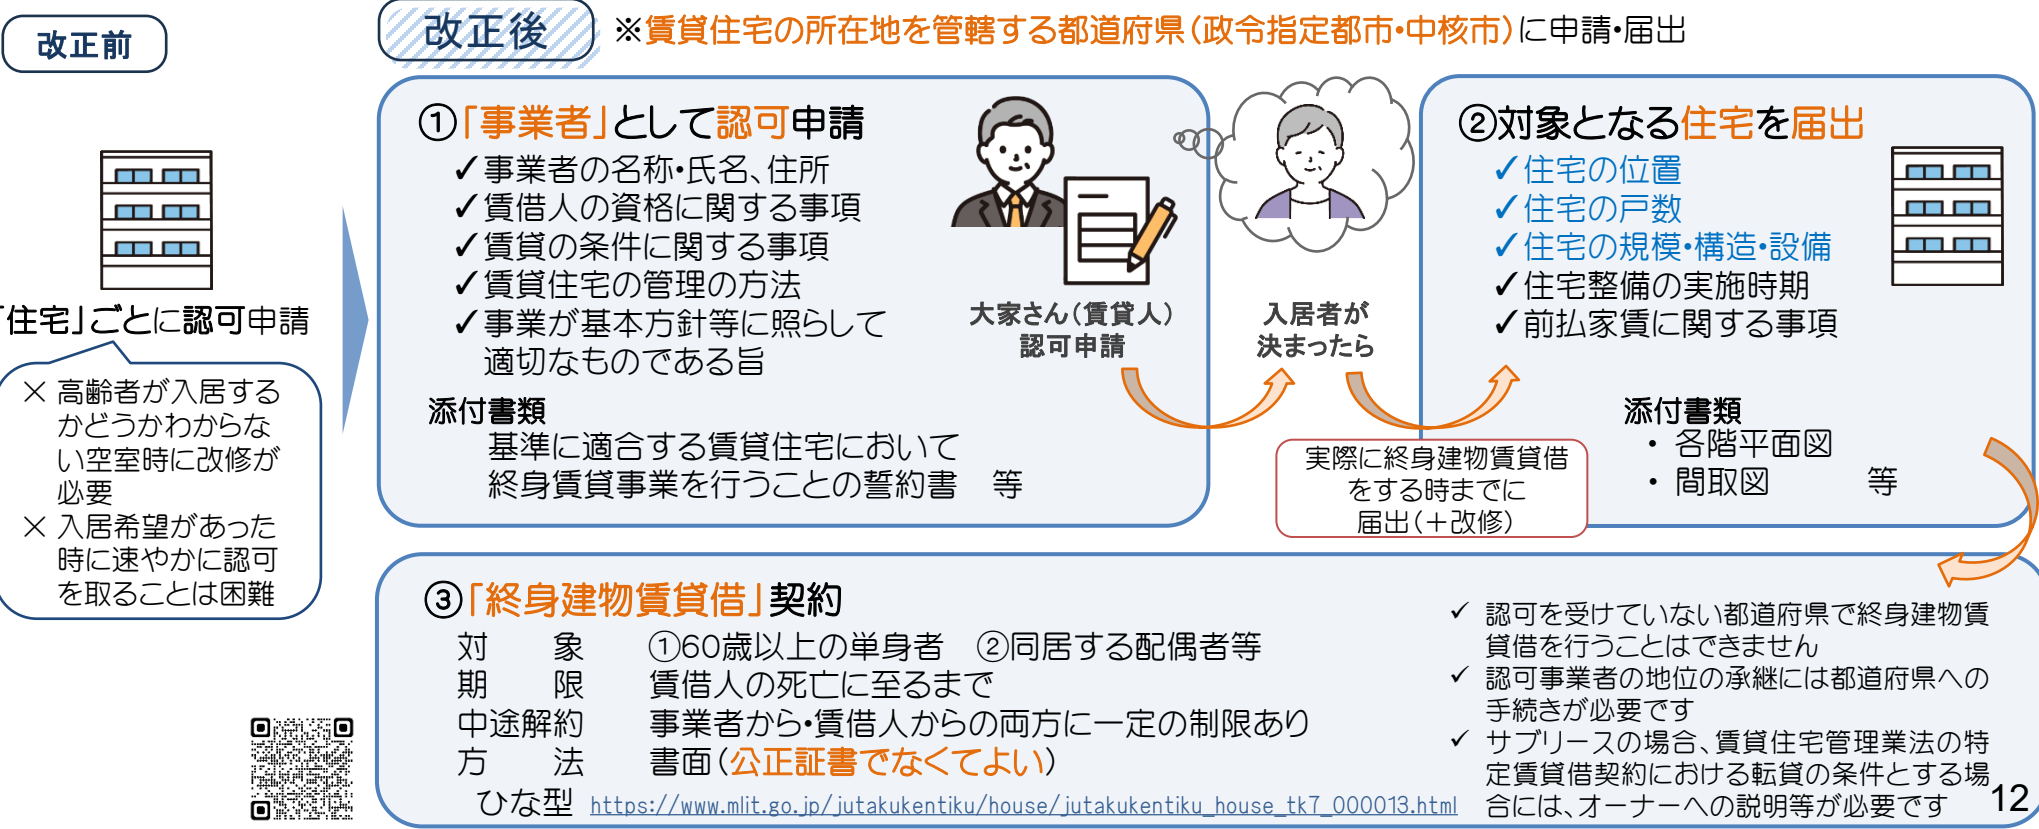 改正前
改正後
※賃貸住宅の所在地を管轄する都道府県（政令指定都市・中核市）に申請・届出
「住宅」ごとに認可申請
× 高齢者が入居する
かどうかわからな
い空室時に改修が
必要
× 入居希望があった
時に速やかに認可
を取ることは困難
①「事業者」として認可申請
✓事業者の名称・氏名、住所
✓賃借人の資格に関する事項
✓賃貸の条件に関する事項
✓賃貸住宅の管理の方法
✓事業が基本方針等に照らして
適切なものである旨
添付書類
基準に適合する賃貸住宅において
終身賃貸事業を行うことの誓約書　等
大家さん（賃貸人）
認可申請
入居者が
決まったら
実際に終身建物賃貸借
をする時までに
届出（＋改修）
②対象となる住宅を届出
✓住宅の位置
✓住宅の戸数
✓住宅の規模・構造・設備
✓住宅整備の実施時期
✓前払家賃に関する事項
添付書類
・ 各階平面図
・ 間取図　　　等
③「終身建物賃貸借」契約
対　　象　　①60歳以上の単身者　②同居する配偶者等
期　　限　　賃借人の死亡に至るまで
中途解約　　事業者から・賃借人からの両方に一定の制限あり
方　　法　　書面（公正証書でなくてよい）
ひな型 https://www.mlit.go.jp/jutakukentiku/house/jutakukentiku_house_tk7_000013.html
✓ 認可を受けていない都道府県で終身建物賃
貸借を行うことはできません
✓ 認可事業者の地位の承継には都道府県への
手続きが必要です
✓ サブリースの場合、賃貸住宅管理業法の特
定賃貸借契約における転貸の条件とする場
合には、オーナーへの説明等が必要です
12